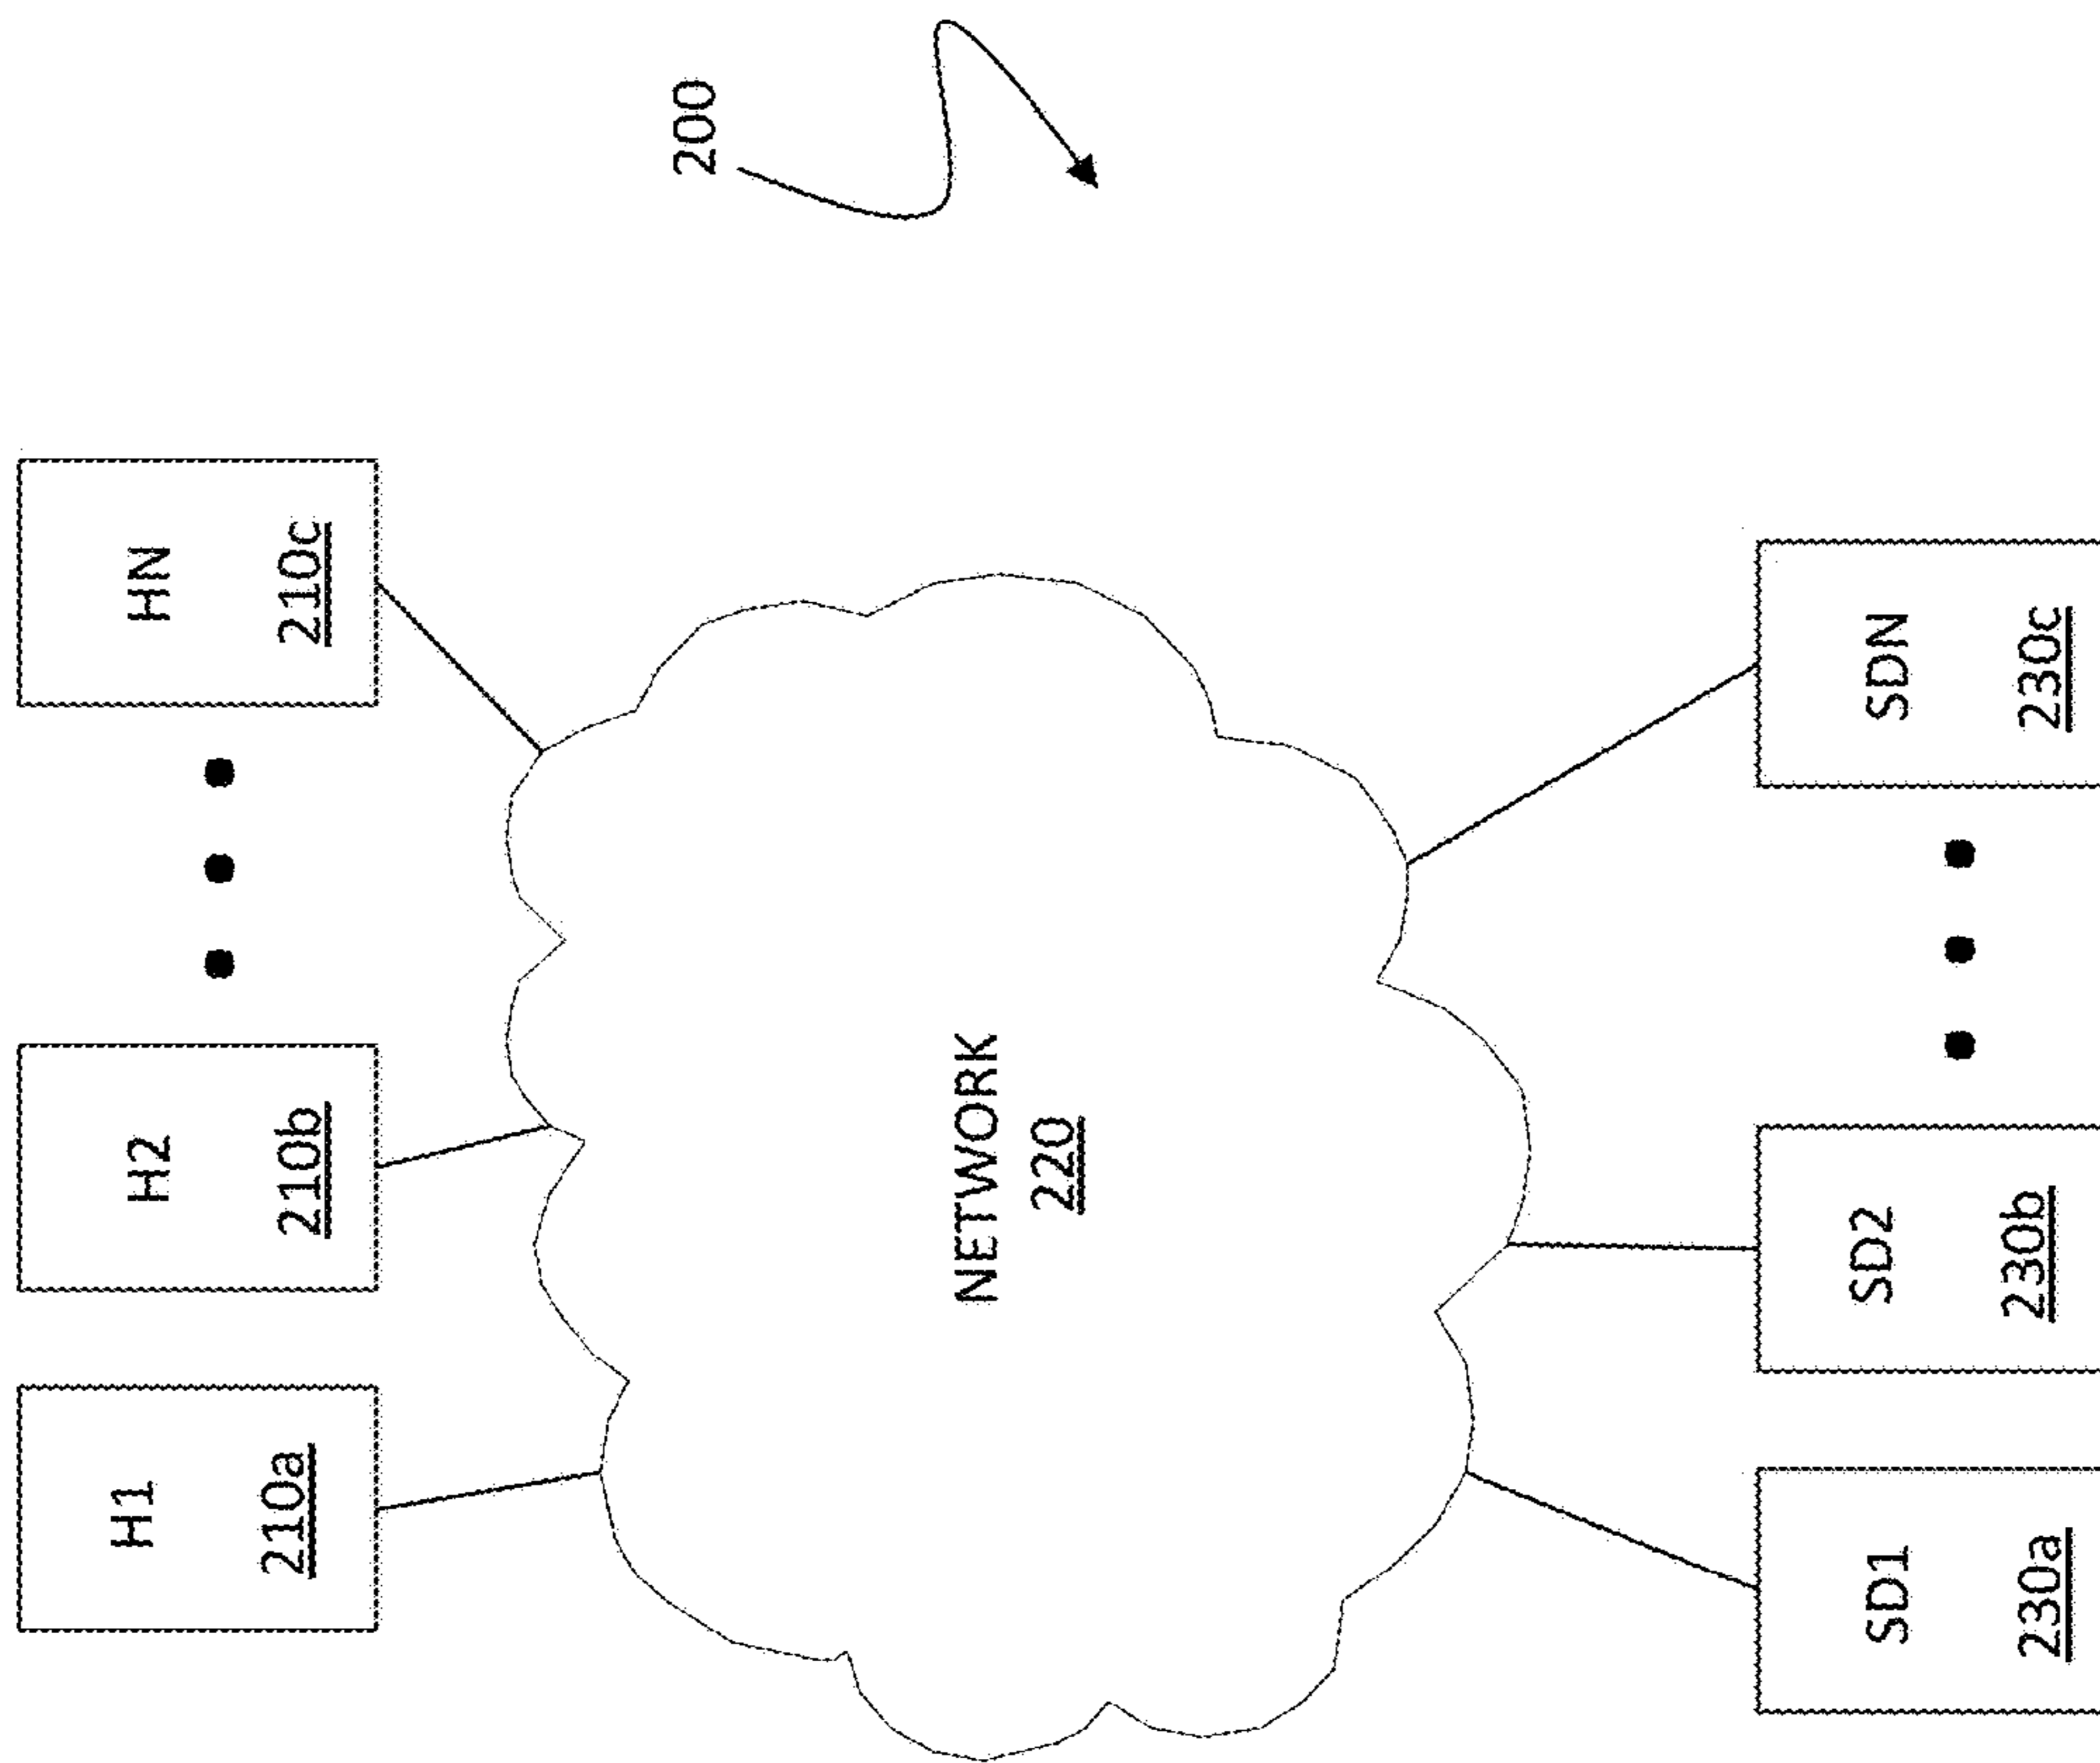 200
H1
210a
H2
210b
HN
210c
NETWORK
220
SD1
230a
SD2
230b
SDN
230c